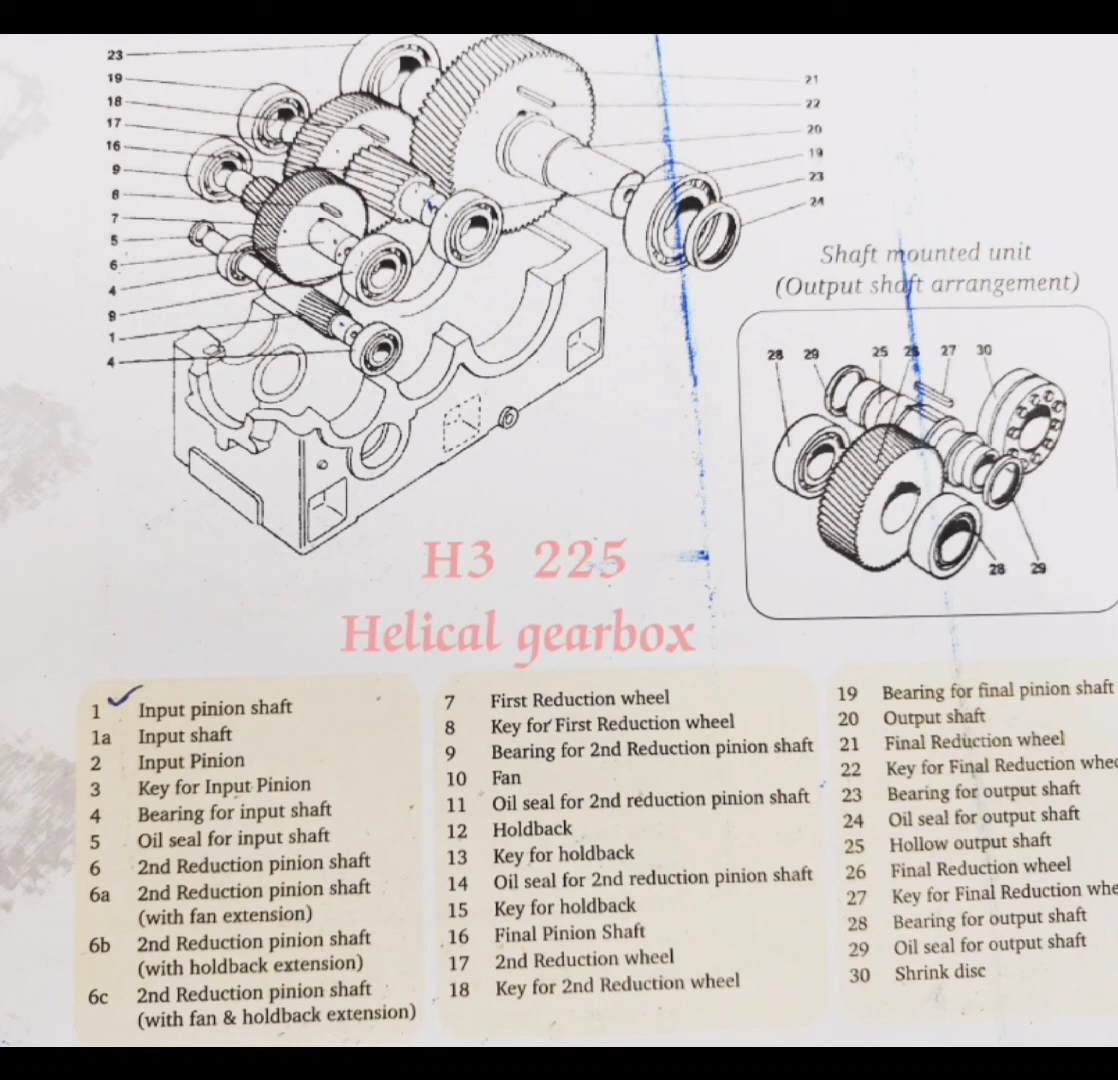 23
19
18
17
16
9
8
7
5
6
4
9
1
4
21
22
20
19
23
24
Shaft mounted unit
(Output shaft arrangement)
28 29 25 27 30
28 29
H3 225
Helical gearbox
1 Input pinion shaft
1a Input shaft
2 Input Pinion
3 Key for Input Pinion
4 Bearing for input shaft
5 Oil seal for input shaft
6 2nd Reduction pinion shaft
6a 2nd Reduction pinion shaft
(with fan extension)
6b 2nd Reduction pinion shaft
(with holdback extension)
6c 2nd Reduction pinion shaft
(with fan & holdback extension)
7 First Reduction wheel
8 Key for First Reduction wheel
9 Bearing for 2nd Reduction pinion shaft
10 Fan
11 Oil seal for 2nd reduction pinion shaft
12 Holdback
13 Key for holdback
14 Oil seal for 2nd reduction pinion shaft
15 Key for holdback
16 Final Pinion Shaft
17 2nd Reduction wheel
18 Key for 2nd Reduction wheel
19 Bearing for final pinion shaft
20 Output shaft
21 Final Reduction wheel
22 Key for Final Reduction
23 Bearing for output shaft
24 Oil seal for output shaft
25 Hollow output shaft
26 Final Reduction wheel
27 Key for Final Reduction
28 Bearing for output shaft
29 Oil seal for output shaft
30 Shrink disc